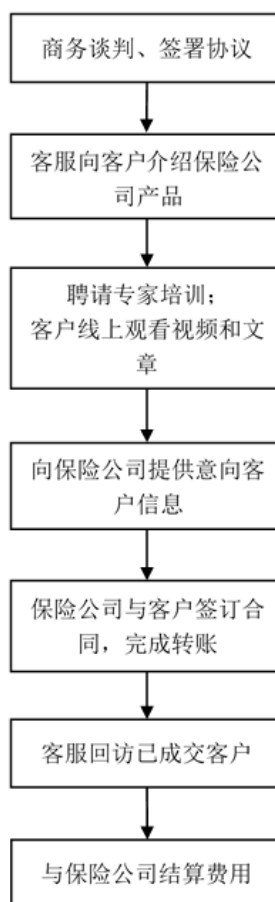 商务谈判、签署协议
客服向客户介绍保险公
司产品
聘请专家培训；
客户线上观看视频和文
章
向保险公司提供意向客
户信息
保险公司与客户签订合
同，完成转账
客服回访已成交客户
与保险公司结算费用